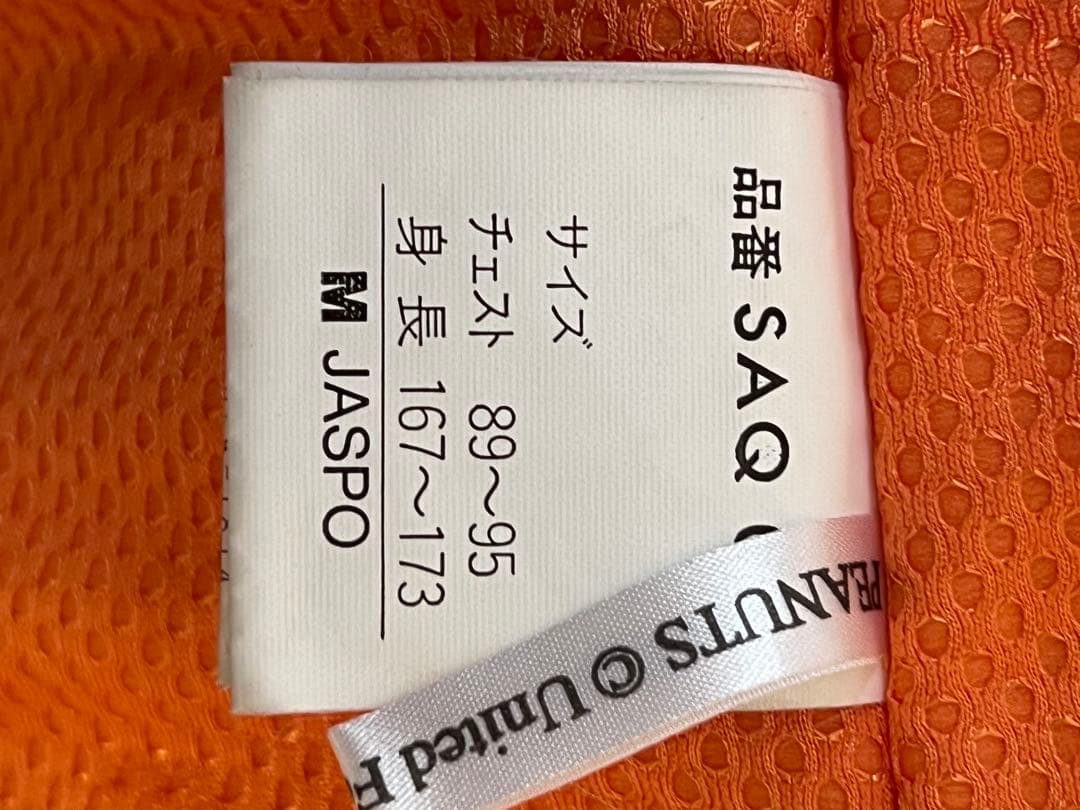 品番 SAQ
サイズ
チェスト 89～95
身長 167～173
M JASPO
PEANUTS © United F